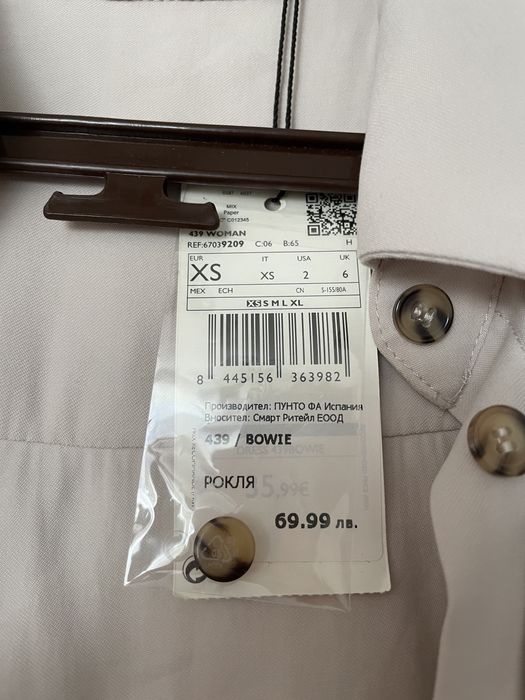 MIX
Paper
C012345
439 WOMAN
REF:67039209 C:06 B:65 H
EUR IT USA UK
XS XS 2 6
MEX ECH CN S-155/80A
XS S M L XL
8 445156 363982
Производител: ПУНТО ФА Испания
Вносител: Смарт Ритейл ЕООД
439 / BOWIE
DRESS 439BOWIE
РОКЛЯ
35,99€
69.99 лв.